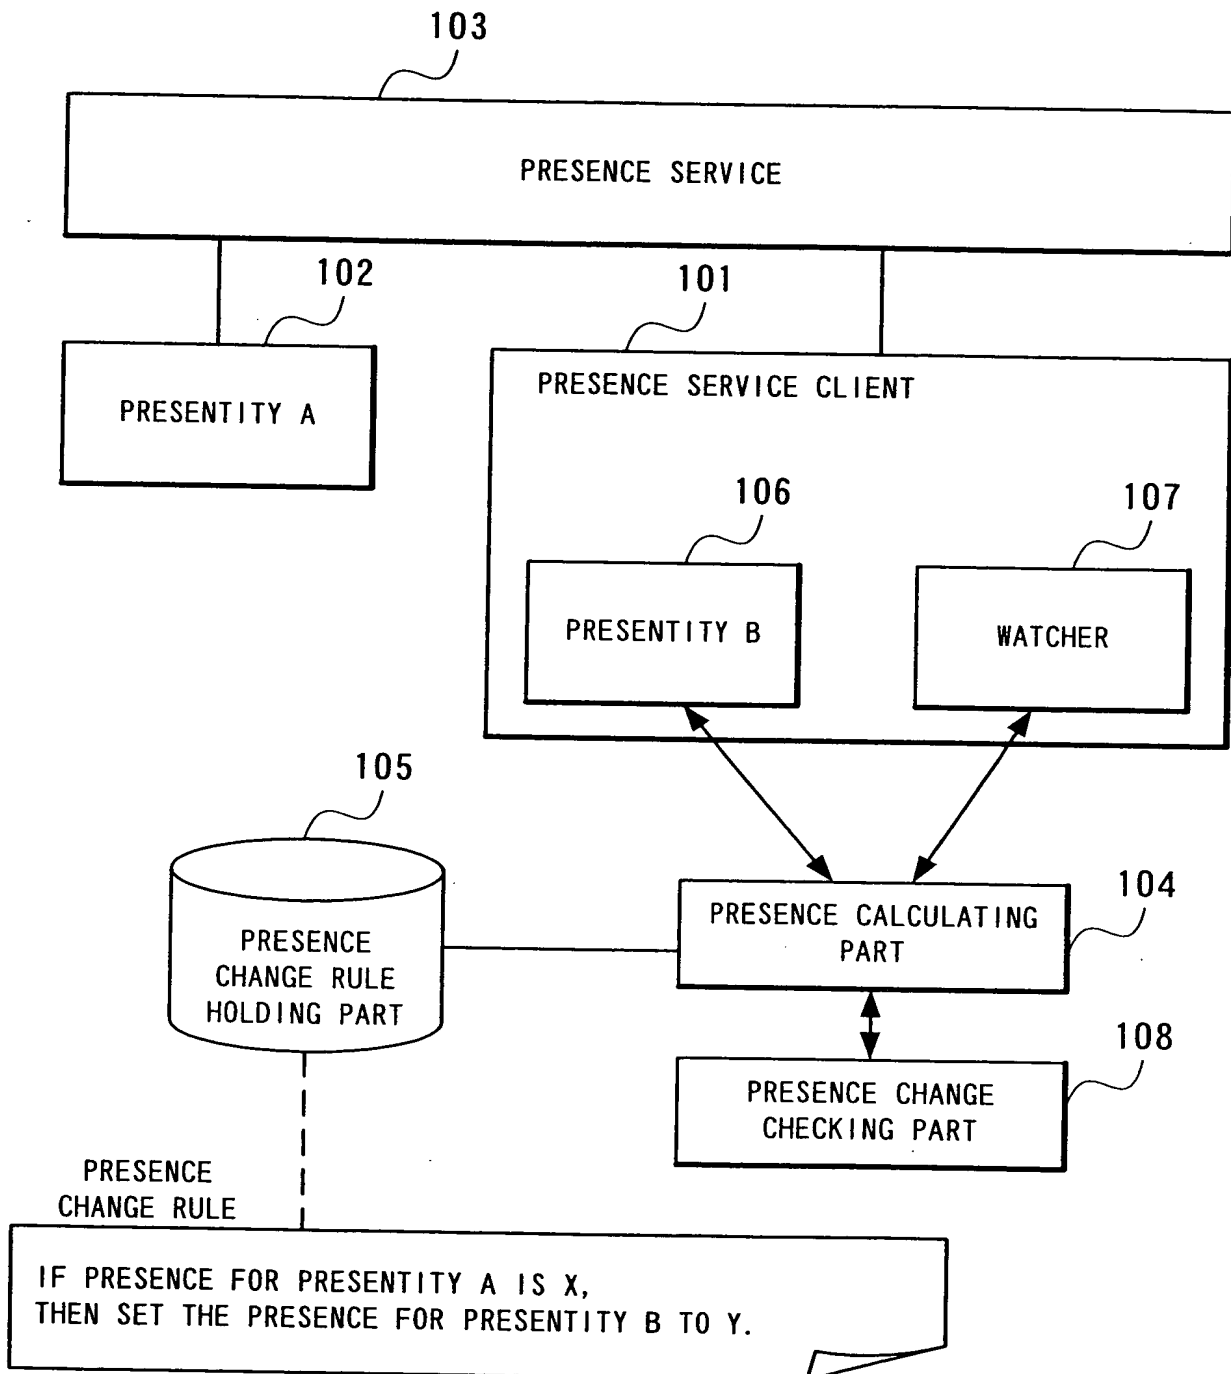 103
PRESENCE SERVICE
102
101
PRESENTITY A
PRESENCE SERVICE CLIENT
106
107
PRESENTITY B
WATCHER
105
104
PRESENCE CALCULATING
PART
PRESENCE
CHANGE RULE
HOLDING PART
108
PRESENCE CHANGE
CHECKING PART
PRESENCE
CHANGE RULE
IF PRESENCE FOR PRESENTITY A IS X,
THEN SET THE PRESENCE FOR PRESENTITY B TO Y.